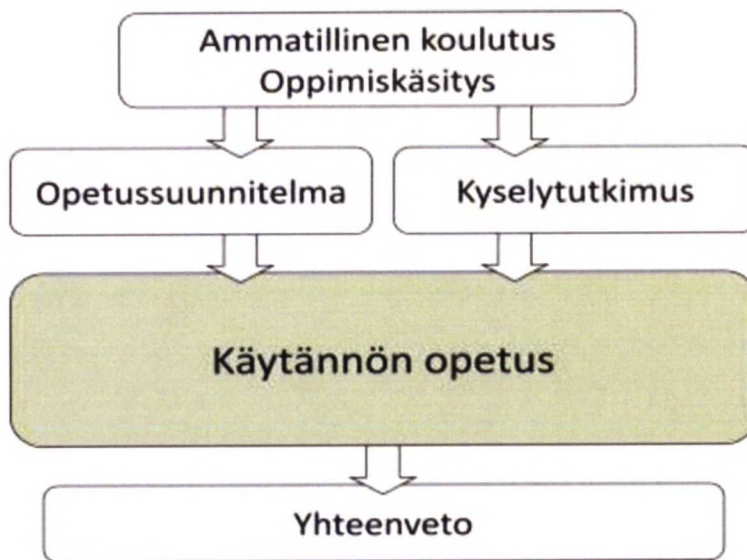 Ammatillinen koulutus
Oppimiskäsitys
Opetussuunnitelma
Kyselytutkimus
Käytännön opetus
Yhteenveto